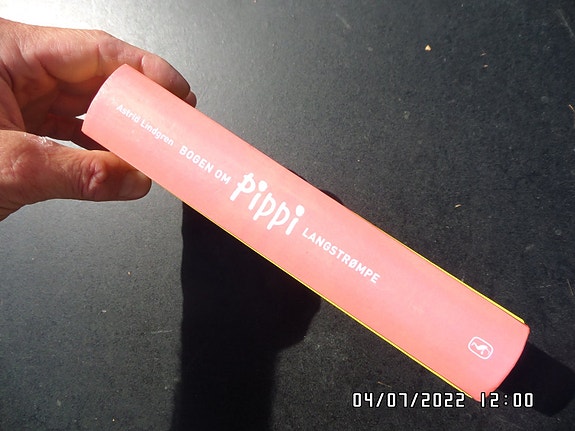 Astrid Lindgren BOGEN OM Pippi LANGSTRØMPE
04/07/2022 12:00